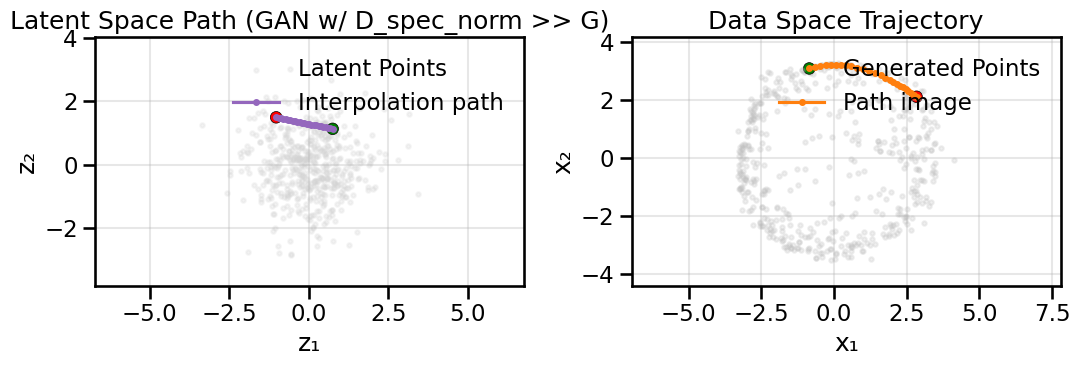 Latent Space Path (GAN w/ D_spec_norm >> G)
4
2
0
−2
z₂
−5.0 −2.5 0.0 2.5 5.0
z₁
Latent Points
Interpolation path
Data Space Trajectory
4
2
0
−2
−4
x₂
−5.0 −2.5 0.0 2.5 5.0 7.5
x₁
Generated Points
Path image